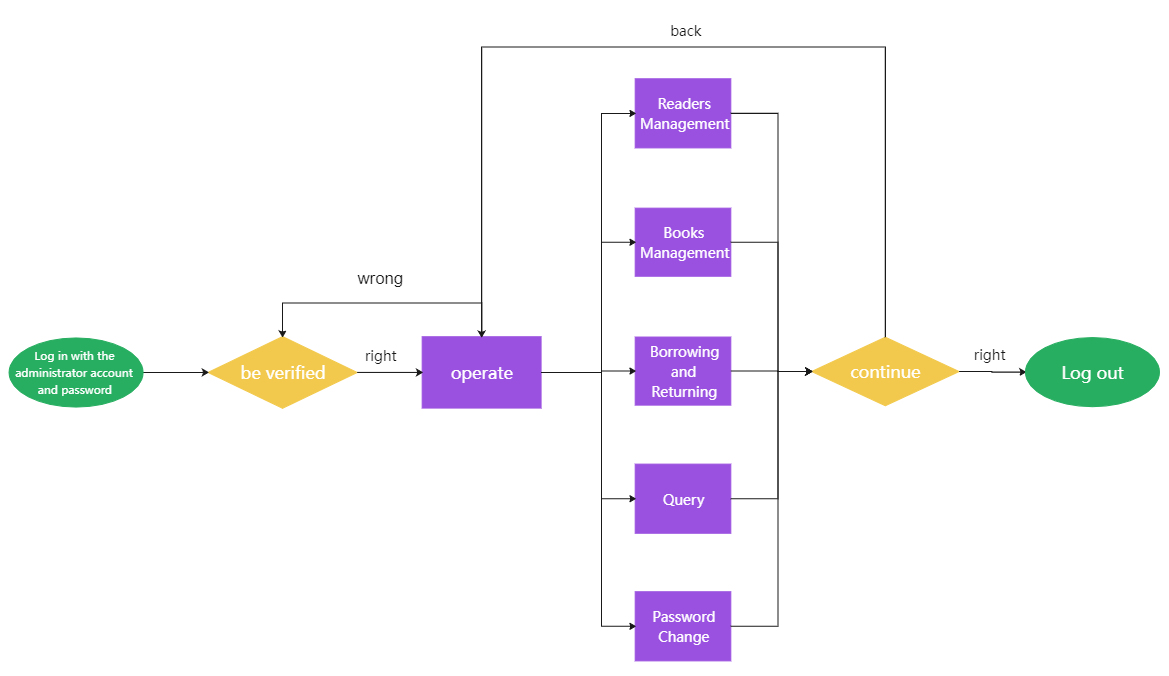 back
Readers
Management
Books
Management
wrong
Log in with the
administrator account
and password
be verified
right
operate
Borrowing
and
Returning
continue
right
Log out
Query
Password
Change